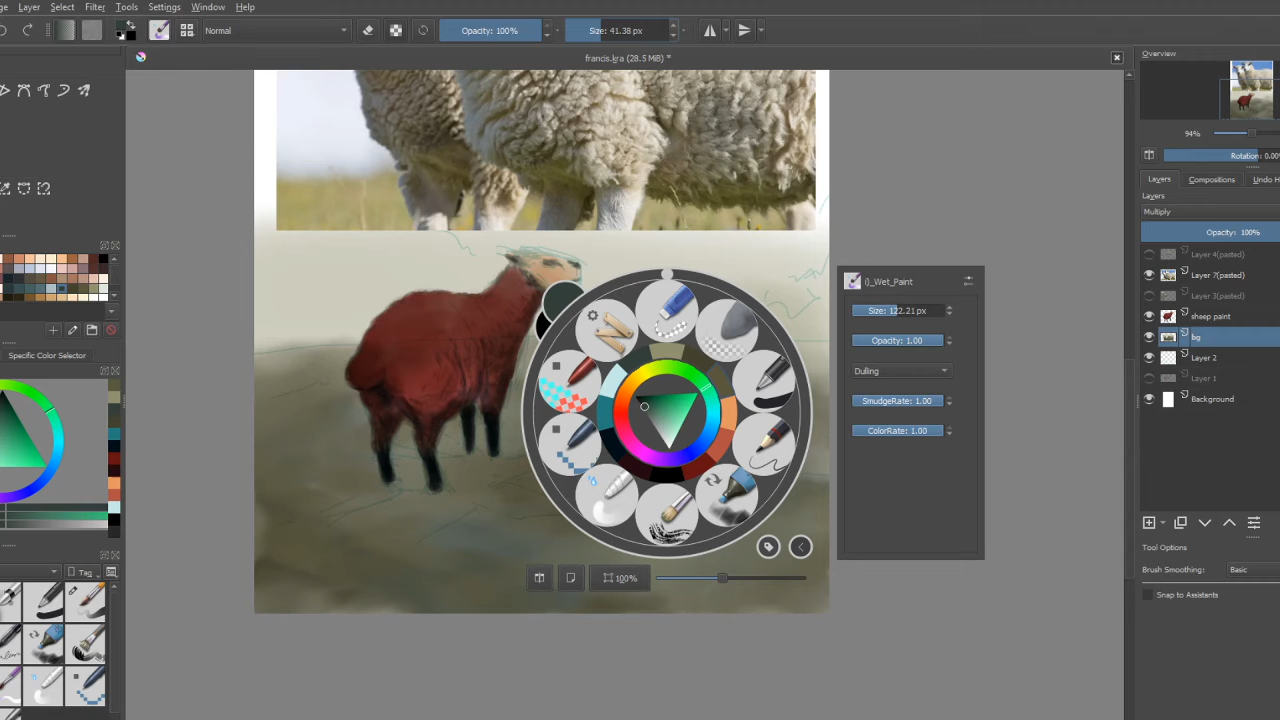 ge Layer Select Filter Tools Settings Window Help
Normal Opacity: 100% Size: 41.38 px
francis.kra (28.5 MiB) *
Overview
94%
Rotation: 0.00
Layers Compositions Undo H
Layers
Multiply
Opacity: 100%
Layer 4(pasted)
Layer 7(pasted)
Layer 3(pasted)
sheep paint
bg
Layer 2
Layer 1
Background
i)_Wet_Paint
Size: 122.21 px
Opacity: 1.00
Dulling
SmudgeRate: 1.00
ColorRate: 1.00
Specific Color Selector
Tag
100%
Tool Options
Brush Smoothing: Basic
Snap to Assistants